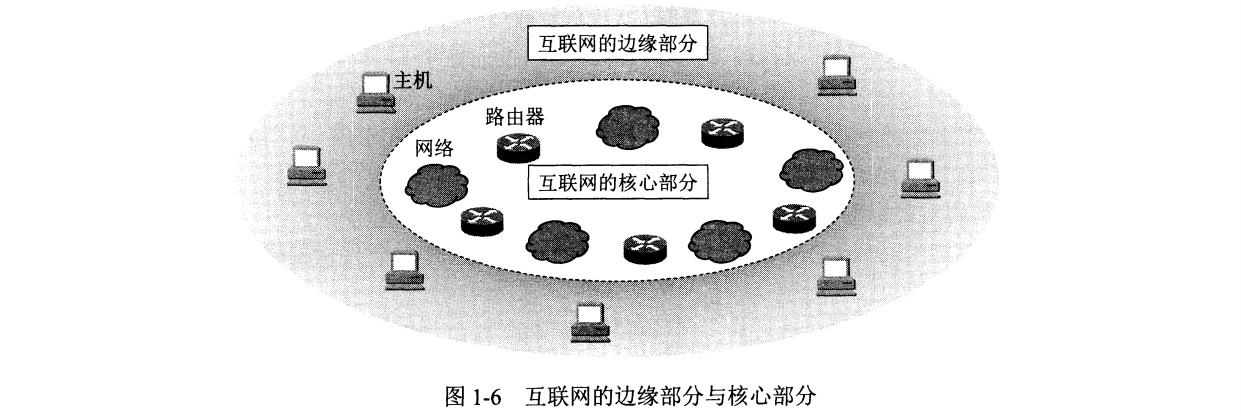 互联网的边缘部分
主机
路由器
网络
互联网的核心部分
图 1-6 互联网的边缘部分与核心部分